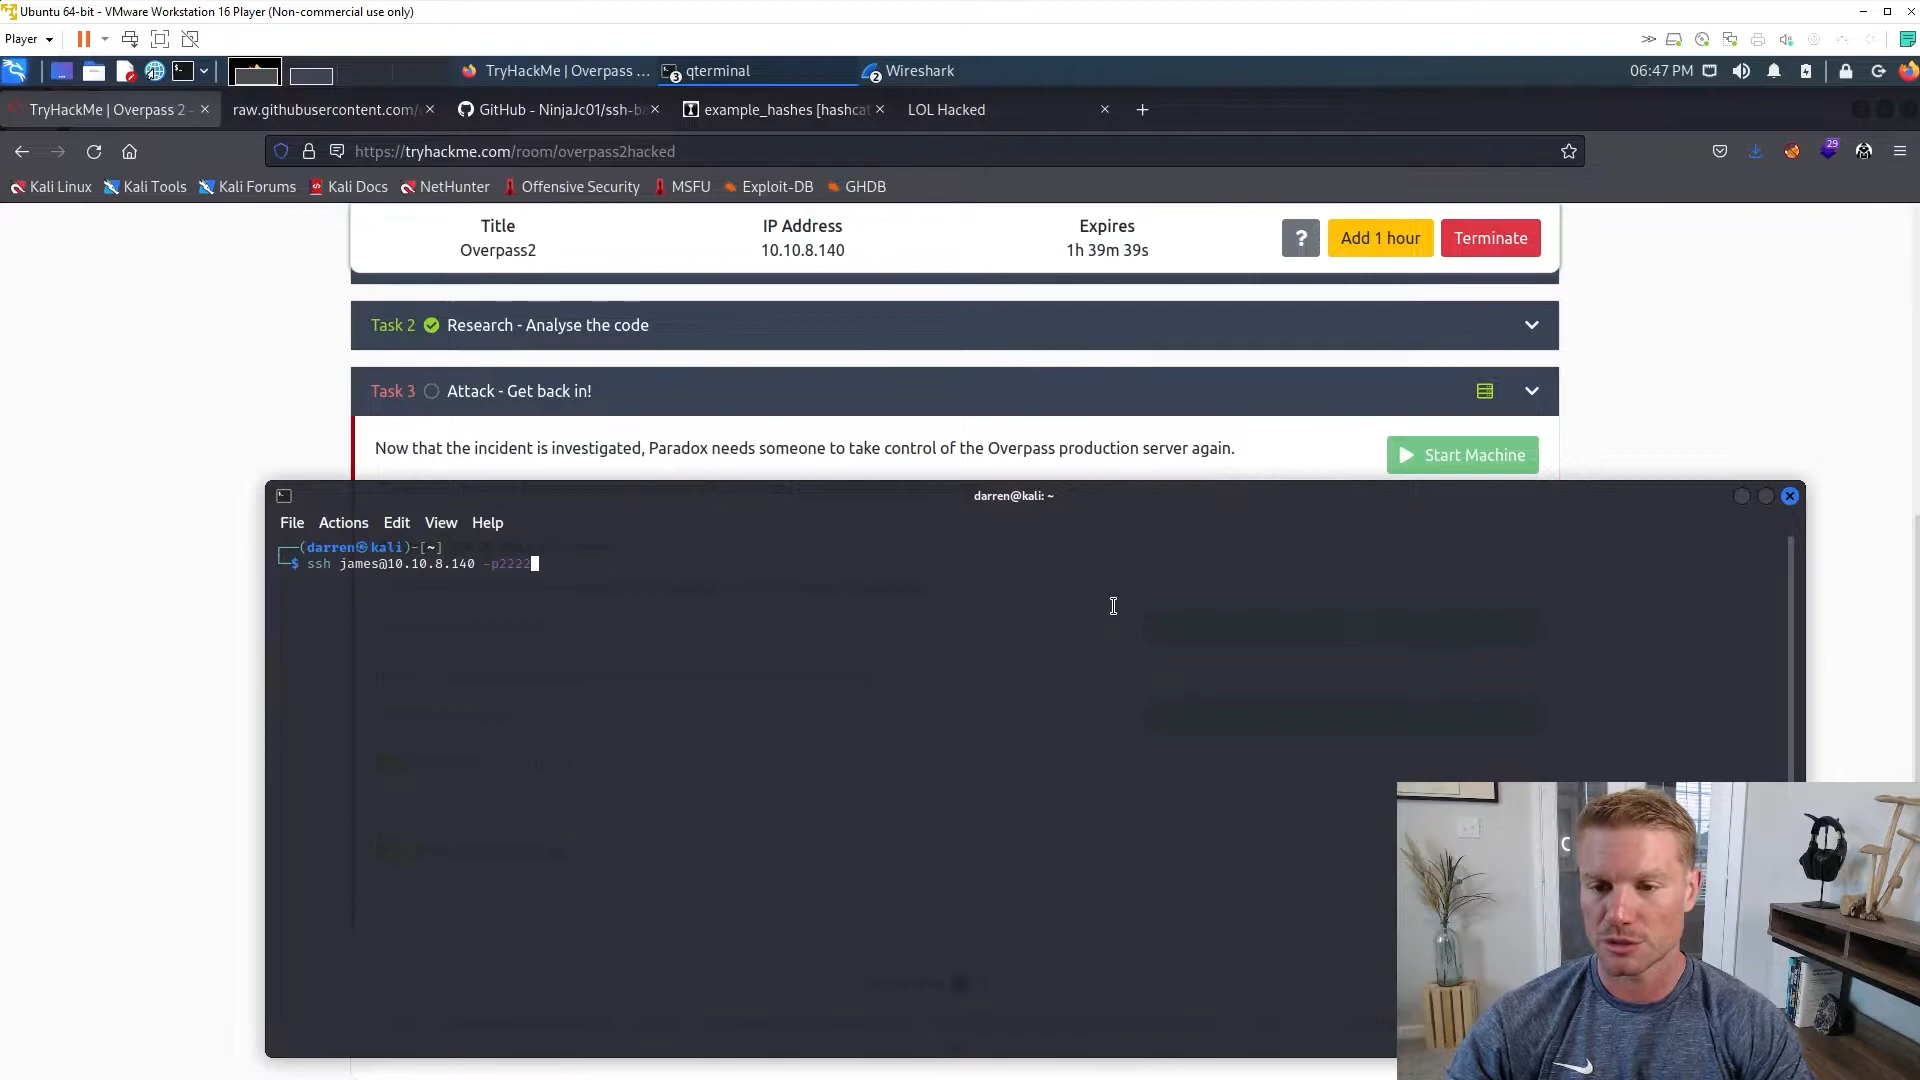 Ubuntu 64-bit - VMware Workstation 16 Player (Non-commercial use only)
Player
TryHackMe | Overpass ...
3 qterminal
2 Wireshark
06:47 PM
TryHackMe | Overpass 2 -
raw.githubusercontent.com/
GitHub - NinjaJc01/ssh-ba
example_hashes [hashcat
LOL Hacked
https://tryhackme.com/room/overpass2hacked
29
Kali Linux
Kali Tools
Kali Forums
Kali Docs
NetHunter
Offensive Security
MSFU
Exploit-DB
GHDB
Title
IP Address
Expires
Overpass2
10.10.8.140
1h 39m 39s
?
Add 1 hour
Terminate
Task 2 Research - Analyse the code
Task 3 Attack - Get back in!
Now that the incident is investigated, Paradox needs someone to take control of the Overpass production server again.
Start Machine
darren@kali: ~
File Actions Edit View Help
(darren㉿kali)-[~]
$ ssh james@10.10.8.140 -p2222